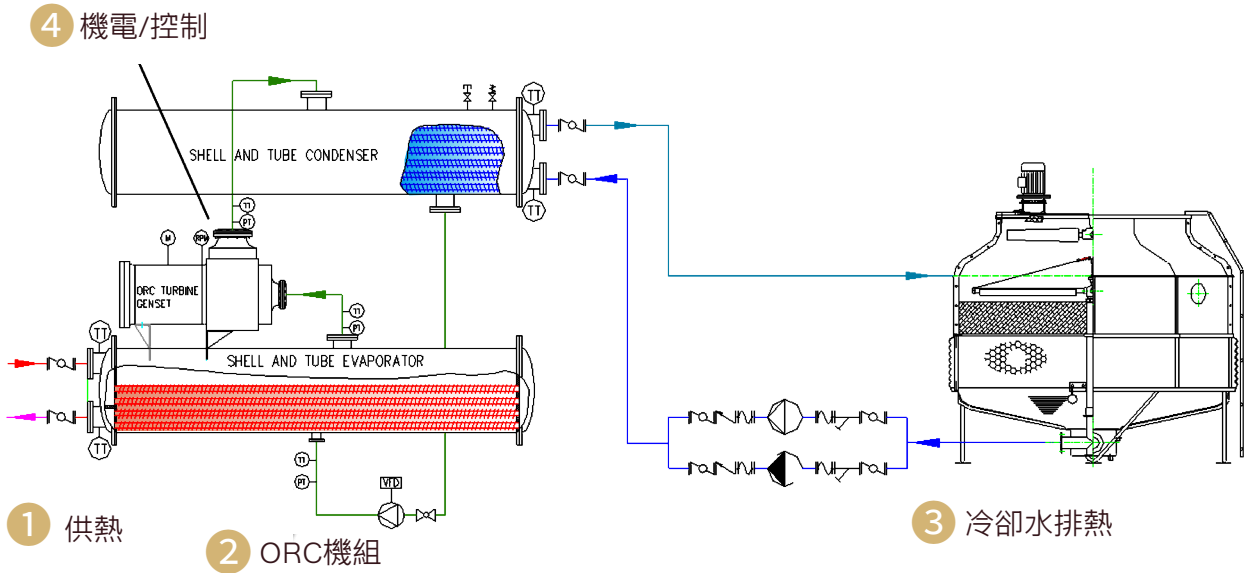 4 機電/控制
TT
SHELL AND TUBE CONDENSER
TT
TI
PT
M
RPM
ORC TURBINE
GENSET
TI
PT
TT
SHELL AND TUBE EVAPORATOR
TT
TI
PT
VFD
1 供熱
2 ORC機組
3 冷卻水排熱